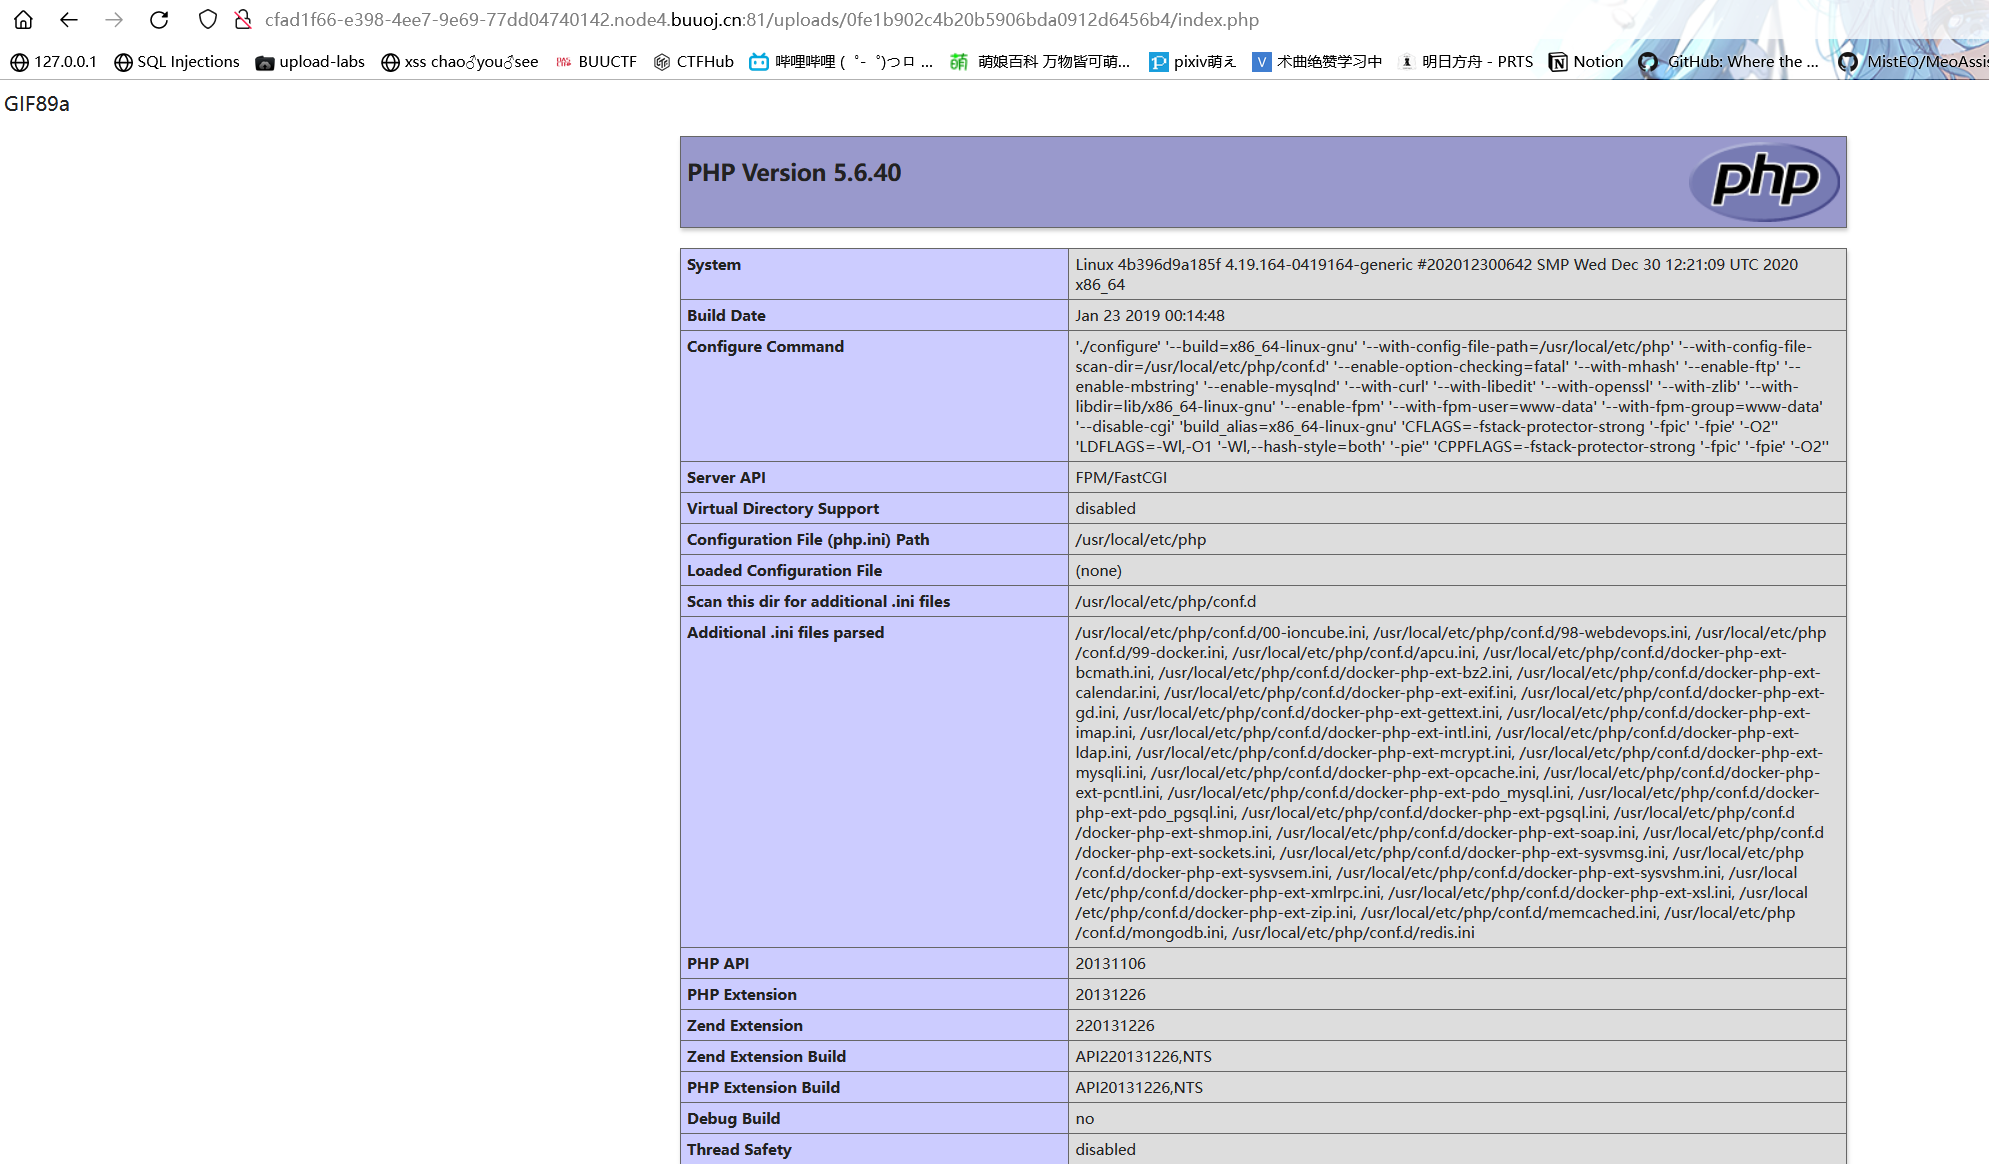 cfad1f66-e398-4ee7-9e69-77dd04740142.node4.buuoj.cn:81/uploads/0fe1b902c4b20b5906bda0912d6456b4/index.php
127.0.0.1 SQL Injections upload-labs xss chao♂you♂see BUUCTF CTFHub 哔哩哔哩 ( ゜- ゜)つロ ... 萌娘百科 万物皆可萌... pixiv萌え 术曲绝赞学习中 明日方舟 - PRTS Notion GitHub: Where the ... MistEO/MeoAssis
GIF89a
PHP Version 5.6.40
php
System Linux 4b396d9a185f 4.19.164-0419164-generic #202012300642 SMP Wed Dec 30 12:21:09 UTC 2020
x86_64
Build Date Jan 23 2019 00:14:48
Configure Command './configure' '--build=x86_64-linux-gnu' '--with-config-file-path=/usr/local/etc/php' '--with-config-file-
scan-dir=/usr/local/etc/php/conf.d' '--enable-option-checking=fatal' '--with-mhash' '--enable-ftp' '--
enable-mbstring' '--enable-mysqlnd' '--with-curl' '--with-libedit' '--with-openssl' '--with-zlib' '--with-
libdir=lib/x86_64-linux-gnu' '--enable-fpm' '--with-fpm-user=www-data' '--with-fpm-group=www-data'
'--disable-cgi' 'build_alias=x86_64-linux-gnu' 'CFLAGS=-fstack-protector-strong '-fpic' '-fpie' '-O2''
'LDFLAGS=-Wl,-O1 '-Wl,--hash-style=both' '-pie'' 'CPPFLAGS=-fstack-protector-strong '-fpic' '-fpie' '-O2''
Server API FPM/FastCGI
Virtual Directory Support disabled
Configuration File (php.ini) Path /usr/local/etc/php
Loaded Configuration File (none)
Scan this dir for additional .ini files /usr/local/etc/php/conf.d
Additional .ini files parsed /usr/local/etc/php/conf.d/00-ioncube.ini, /usr/local/etc/php/conf.d/98-webdevops.ini, /usr/local/etc/php
/conf.d/99-docker.ini, /usr/local/etc/php/conf.d/apcu.ini, /usr/local/etc/php/conf.d/docker-php-ext-
bcmath.ini, /usr/local/etc/php/conf.d/docker-php-ext-bz2.ini, /usr/local/etc/php/conf.d/docker-php-ext-
calendar.ini, /usr/local/etc/php/conf.d/docker-php-ext-exif.ini, /usr/local/etc/php/conf.d/docker-php-ext-
gd.ini, /usr/local/etc/php/conf.d/docker-php-ext-gettext.ini, /usr/local/etc/php/conf.d/docker-php-ext-
imap.ini, /usr/local/etc/php/conf.d/docker-php-ext-intl.ini, /usr/local/etc/php/conf.d/docker-php-ext-
ldap.ini, /usr/local/etc/php/conf.d/docker-php-ext-mcrypt.ini, /usr/local/etc/php/conf.d/docker-php-ext-
mysqli.ini, /usr/local/etc/php/conf.d/docker-php-ext-opcache.ini, /usr/local/etc/php/conf.d/docker-php-
ext-pcntl.ini, /usr/local/etc/php/conf.d/docker-php-ext-pdo_mysql.ini, /usr/local/etc/php/conf.d/docker-
php-ext-pdo_pgsql.ini, /usr/local/etc/php/conf.d/docker-php-ext-pgsql.ini, /usr/local/etc/php/conf.d
/docker-php-ext-shmop.ini, /usr/local/etc/php/conf.d/docker-php-ext-soap.ini, /usr/local/etc/php/conf.d
/docker-php-ext-sockets.ini, /usr/local/etc/php/conf.d/docker-php-ext-sysvmsg.ini, /usr/local/etc/php
/conf.d/docker-php-ext-sysvsem.ini, /usr/local/etc/php/conf.d/docker-php-ext-sysvshm.ini, /usr/local
/etc/php/conf.d/docker-php-ext-xmlrpc.ini, /usr/local/etc/php/conf.d/docker-php-ext-xsl.ini, /usr/local
/etc/php/conf.d/docker-php-ext-zip.ini, /usr/local/etc/php/conf.d/memcached.ini, /usr/local/etc/php
/conf.d/mongodb.ini, /usr/local/etc/php/conf.d/redis.ini
PHP API 20131106
PHP Extension 20131226
Zend Extension 220131226
Zend Extension Build API220131226,NTS
PHP Extension Build API20131226,NTS
Debug Build no
Thread Safety disabled